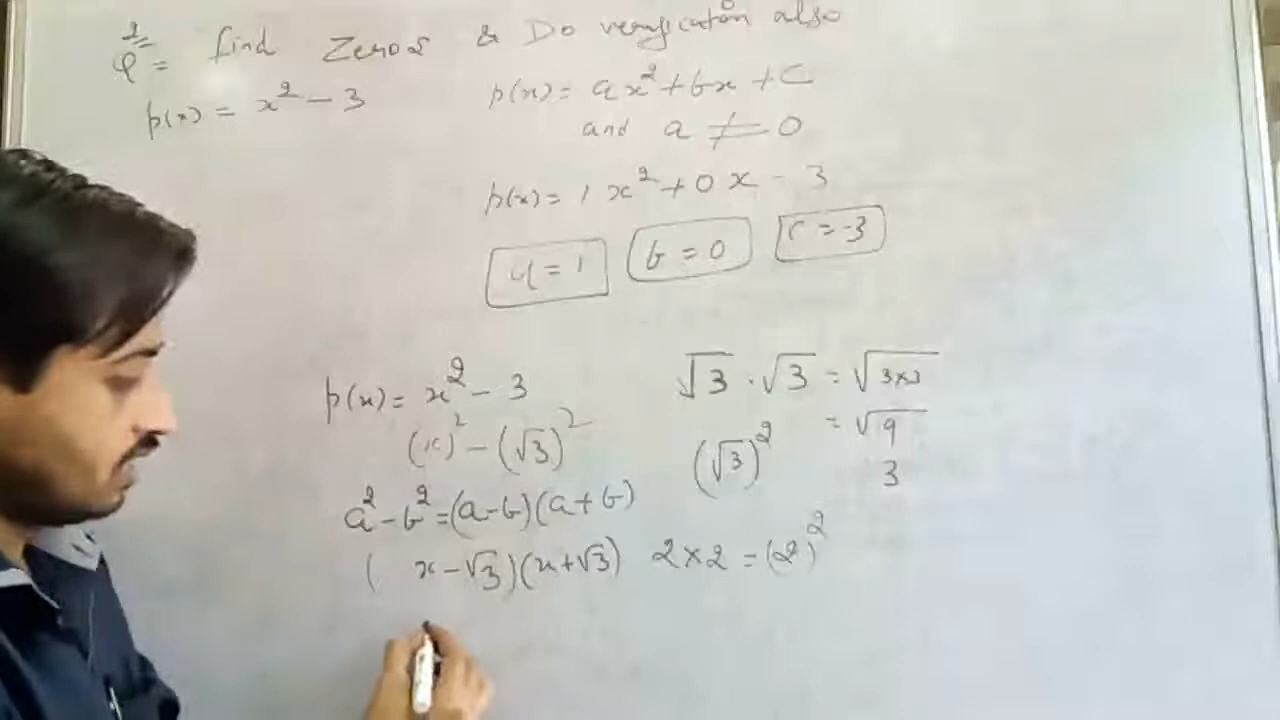 2
Q= find Zeros & Do verification also
p(x) = x² - 3
p(x) = ax² + bx + c
and a ≠ 0
p(x) = 1x² + 0x - 3
a = 1 b = 0 c = -3
p(x) = x² - 3
(x)² - (√3)²
a² - b² = (a-b)(a+b)
( x - √3)(x + √3)
√3 · √3 = √3×3
= √9
(√3)²
3
2 × 2 = (2)²